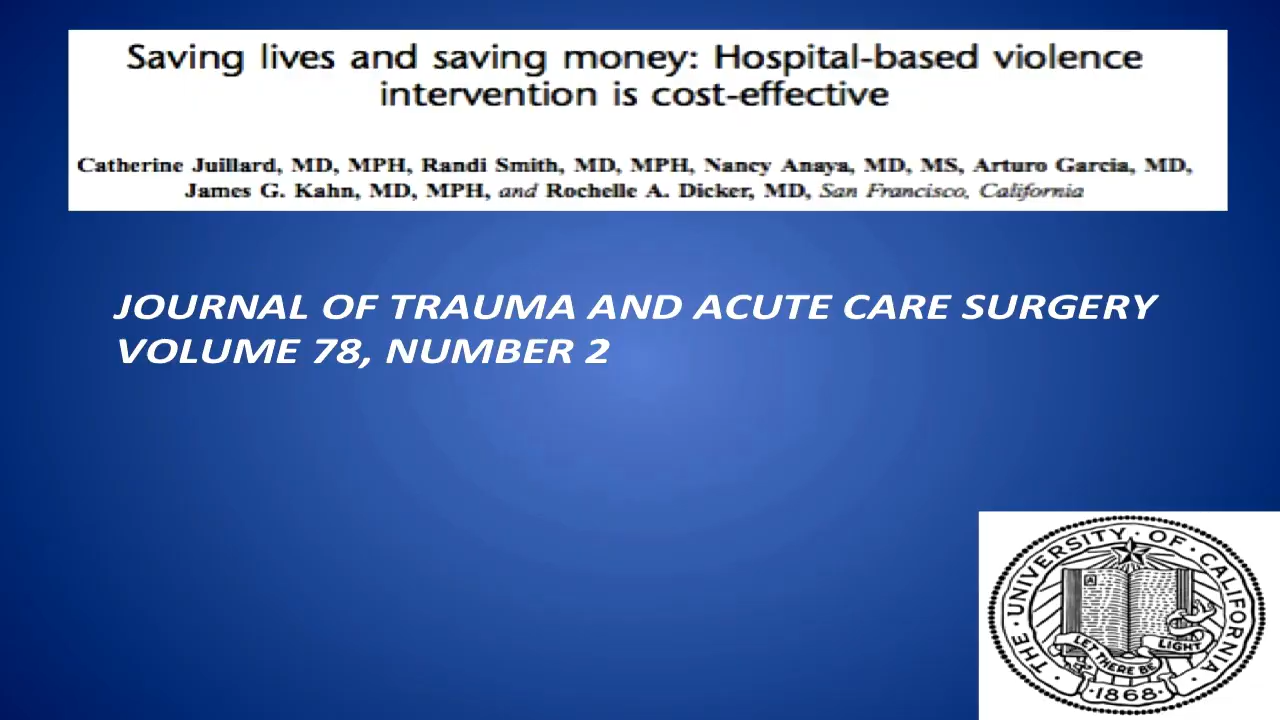 Saving lives and saving money: Hospital-based violence
intervention is cost-effective
Catherine Juillard, MD, MPH, Randi Smith, MD, MPH, Nancy Anaya, MD, MS, Arturo Garcia, MD,
James G. Kahn, MD, MPH, and Rochelle A. Dicker, MD, San Francisco, California
JOURNAL OF TRAUMA AND ACUTE CARE SURGERY
VOLUME 78, NUMBER 2
·THE·UNIVERSITY·OF·CALIFORNIA·
A
LET THERE BE
LIGHT
·1868·